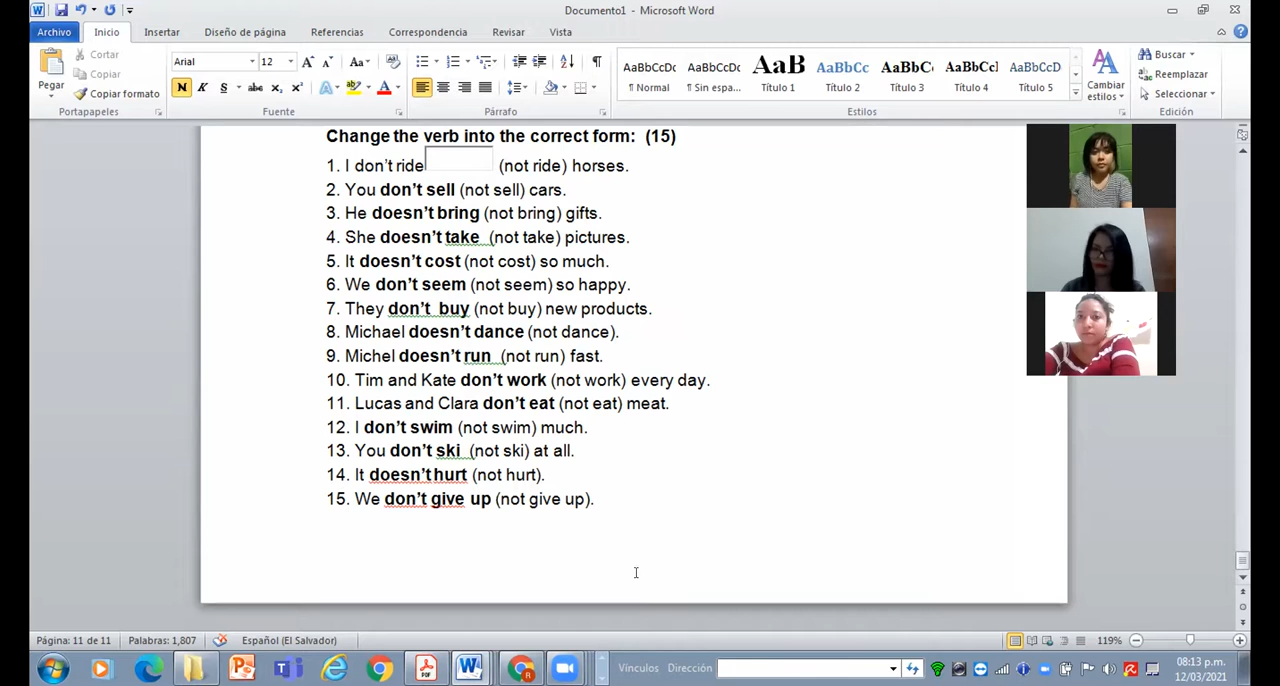 Documento1 - Microsoft Word
Archivo Inicio Insertar Diseño de página Referencias Correspondencia Revisar Vista
Pegar
Cortar
Copiar
Copiar formato
Portapapeles
Arial 12
Fuente
Párrafo
AaBbCcDc AaBbCcDc AaB AaBbCc AaBbC AaBbCcI AaBbCcD
¶ Normal ¶ Sin espa... Título 1 Título 2 Título 3 Título 4 Título 5
Estilos
Cambiar estilos
Buscar
Reemplazar
Seleccionar
Edición
Change the verb into the correct form: (15)
1. I don't ride (not ride) horses.
2. You don't sell (not sell) cars.
3. He doesn't bring (not bring) gifts.
4. She doesn't take (not take) pictures.
5. It doesn't cost (not cost) so much.
6. We don't seem (not seem) so happy.
7. They don't buy (not buy) new products.
8. Michael doesn't dance (not dance).
9. Michel doesn't run (not run) fast.
10. Tim and Kate don't work (not work) every day.
11. Lucas and Clara don't eat (not eat) meat.
12. I don't swim (not swim) much.
13. You don't ski (not ski) at all.
14. It doesn't hurt (not hurt).
15. We don't give up (not give up).
Página: 11 de 11 Palabras: 1,807 Español (El Salvador) 119%
Vínculos Dirección
08:13 p.m.
12/03/2021